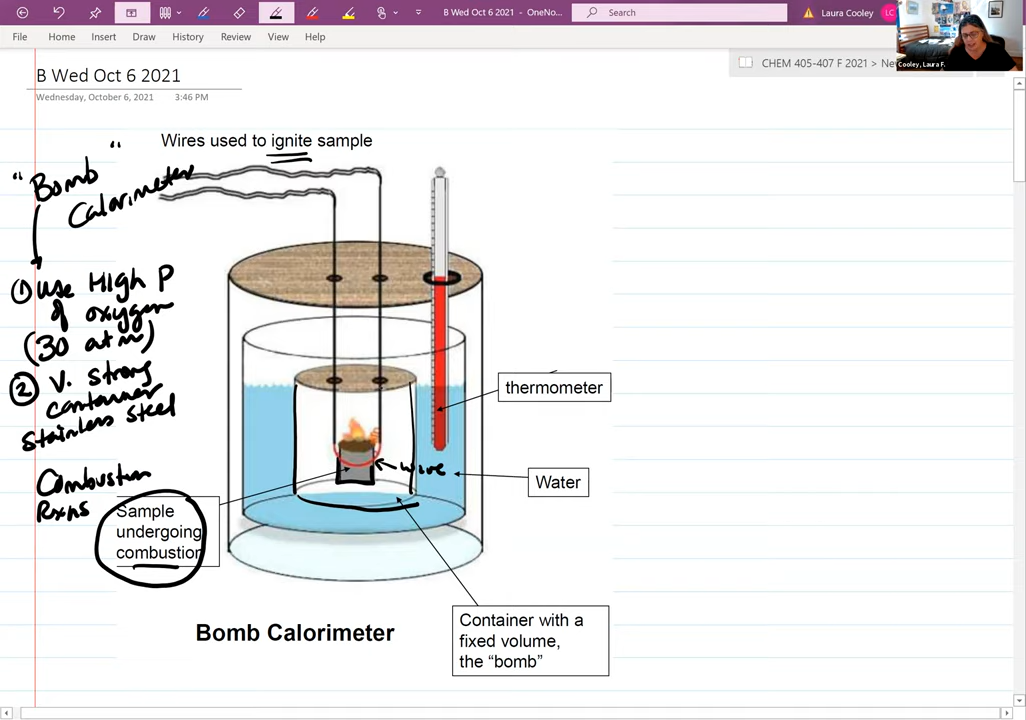 B Wed Oct 6 2021 - OneNo...
Search
Laura Cooley
LC
File Home Insert Draw History Review View Help
Cooley, Laura F.
CHEM 405-407 F 2021 > Ne
B Wed Oct 6 2021
Wednesday, October 6, 2021 3:46 PM
Wires used to ignite sample
"Bomb"
Calorimeter
① Use High P
of oxygen
(30 atm)
② V. strong
container
stainless steel
Combustion
Rxns
Sample
undergoing
combustion
wire
thermometer
Water
Container with a
fixed volume,
the “bomb”
Bomb Calorimeter